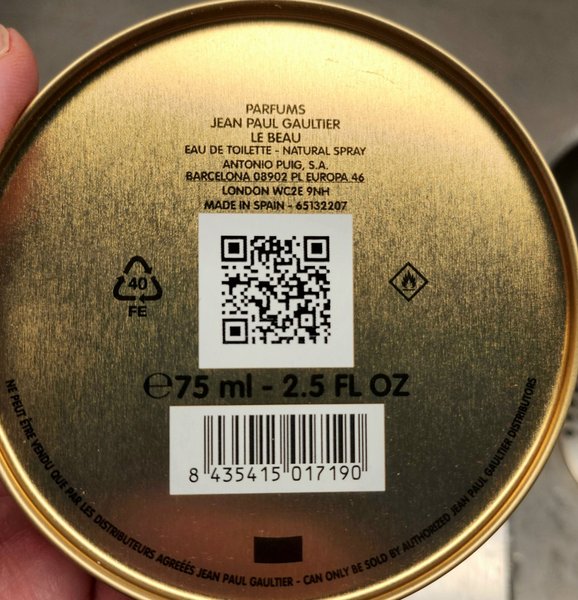 PARFUMS
JEAN PAUL GAULTIER
LE BEAU
EAU DE TOILETTE - NATURAL SPRAY
ANTONIO PUIG, S.A.
BARCELONA 08902 PL EUROPA 46
LONDON WC2E 9NH
MADE IN SPAIN - 65132207
40
FE
℮75 ml - 2.5 FL OZ
8 435415 017190
NE PEUT ÊTRE VENDU QUE PAR LES DISTRIBUTEURS AGRÉÉS JEAN PAUL GAULTIER - CAN ONLY BE SOLD BY AUTHORIZED JEAN PAUL GAULTIER DISTRIBUTORS